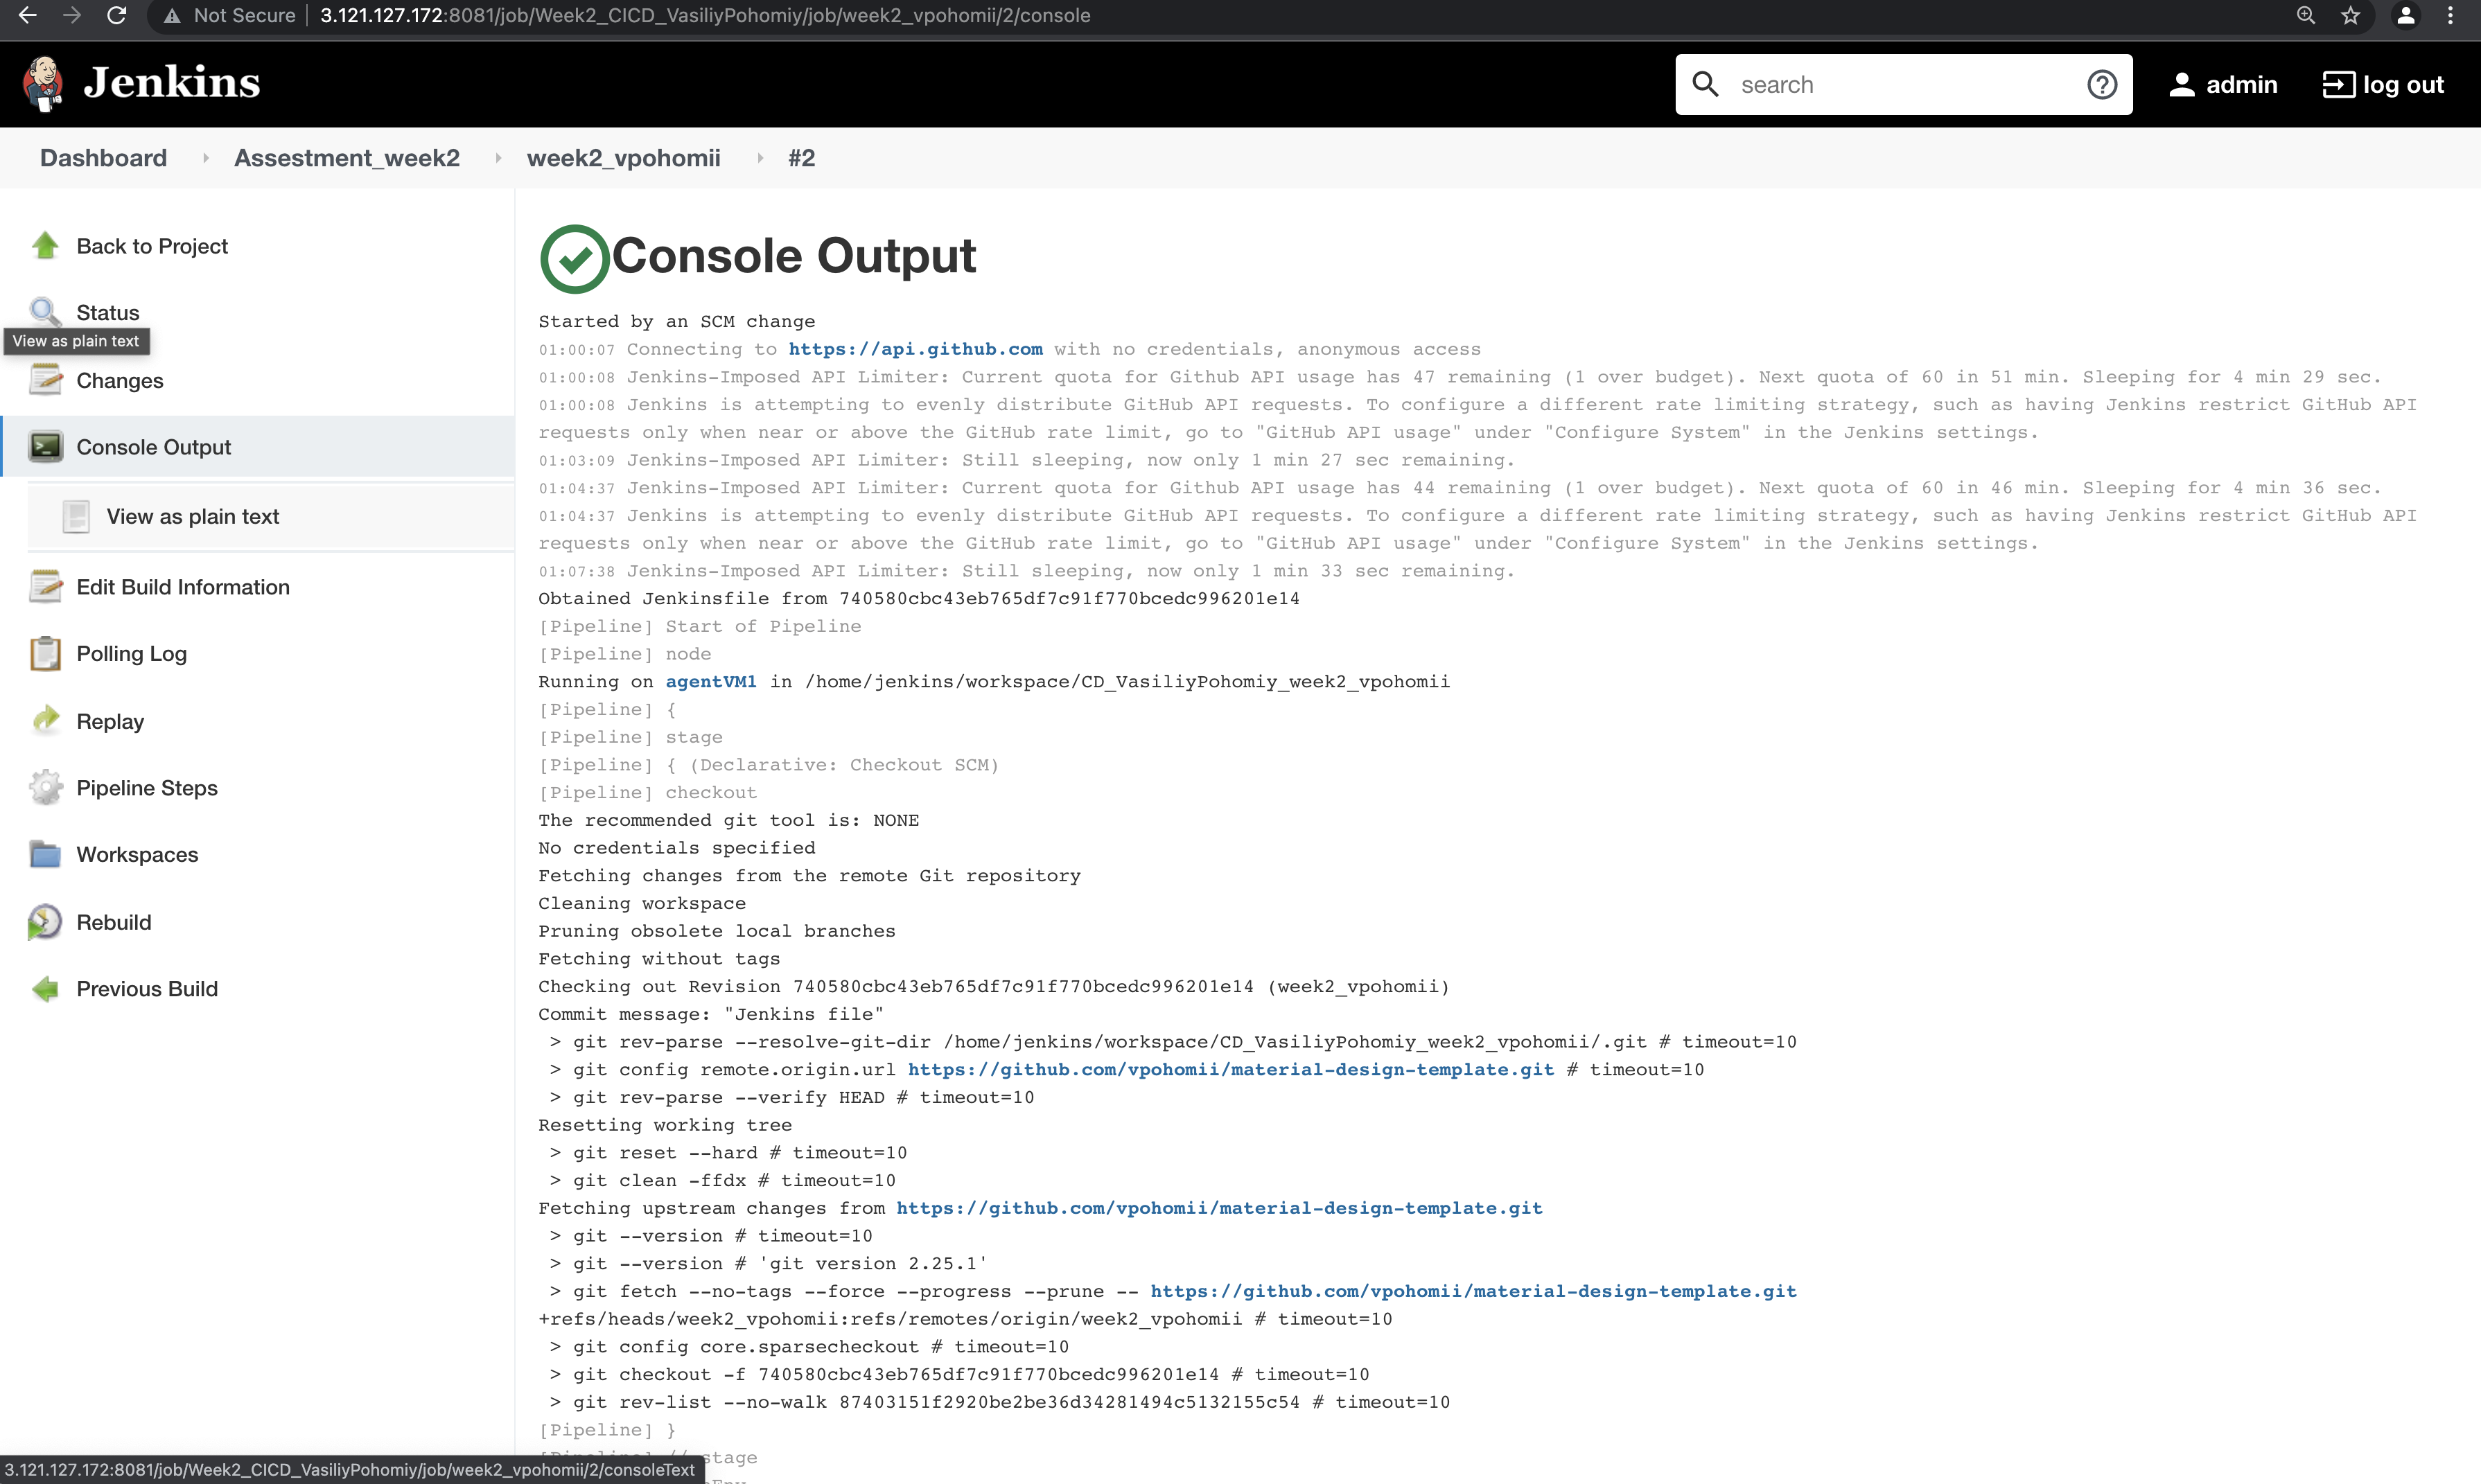 Not Secure | 3.121.127.172:8081/job/Week2_CICD_VasiliyPohomiy/job/week2_vpohomii/2/console
Jenkins
search
admin
log out
Dashboard
Assestment_week2
week2_vpohomii
#2
Back to Project
Status
View as plain text
Changes
Console Output
View as plain text
Edit Build Information
Polling Log
Replay
Pipeline Steps
Workspaces
Rebuild
Previous Build
Console Output
Started by an SCM change
01:00:07 Connecting to https://api.github.com with no credentials, anonymous access
01:00:08 Jenkins-Imposed API Limiter: Current quota for Github API usage has 47 remaining (1 over budget). Next quota of 60 in 51 min. Sleeping for 4 min 29 sec.
01:00:08 Jenkins is attempting to evenly distribute GitHub API requests. To configure a different rate limiting strategy, such as having Jenkins restrict GitHub API
requests only when near or above the GitHub rate limit, go to "GitHub API usage" under "Configure System" in the Jenkins settings.
01:03:09 Jenkins-Imposed API Limiter: Still sleeping, now only 1 min 27 sec remaining.
01:04:37 Jenkins-Imposed API Limiter: Current quota for Github API usage has 44 remaining (1 over budget). Next quota of 60 in 46 min. Sleeping for 4 min 36 sec.
01:04:37 Jenkins is attempting to evenly distribute GitHub API requests. To configure a different rate limiting strategy, such as having Jenkins restrict GitHub API
requests only when near or above the GitHub rate limit, go to "GitHub API usage" under "Configure System" in the Jenkins settings.
01:07:38 Jenkins-Imposed API Limiter: Still sleeping, now only 1 min 33 sec remaining.
Obtained Jenkinsfile from 740580cbc43eb765df7c91f770bcedc996201e14
[Pipeline] Start of Pipeline
[Pipeline] node
Running on agentVM1 in /home/jenkins/workspace/CD_VasiliyPohomiy_week2_vpohomii
[Pipeline] {
[Pipeline] stage
[Pipeline] { (Declarative: Checkout SCM)
[Pipeline] checkout
The recommended git tool is: NONE
No credentials specified
Fetching changes from the remote Git repository
Cleaning workspace
Pruning obsolete local branches
Fetching without tags
Checking out Revision 740580cbc43eb765df7c91f770bcedc996201e14 (week2_vpohomii)
Commit message: "Jenkins file"
> git rev-parse --resolve-git-dir /home/jenkins/workspace/CD_VasiliyPohomiy_week2_vpohomii/.git # timeout=10
> git config remote.origin.url https://github.com/vpohomii/material-design-template.git # timeout=10
> git rev-parse --verify HEAD # timeout=10
Resetting working tree
> git reset --hard # timeout=10
> git clean -ffdx # timeout=10
Fetching upstream changes from https://github.com/vpohomii/material-design-template.git
> git --version # timeout=10
> git --version # 'git version 2.25.1'
> git fetch --no-tags --force --progress --prune -- https://github.com/vpohomii/material-design-template.git
+refs/heads/week2_vpohomii:refs/remotes/origin/week2_vpohomii # timeout=10
> git config core.sparsecheckout # timeout=10
> git checkout -f 740580cbc43eb765df7c91f770bcedc996201e14 # timeout=10
> git rev-list --no-walk 87403151f2920be2be36d34281494c5132155c54 # timeout=10
[Pipeline] }
[Pipeline] // stage
3.121.127.172:8081/job/Week2_CICD_VasiliyPohomiy/job/week2_vpohomii/2/consoleText